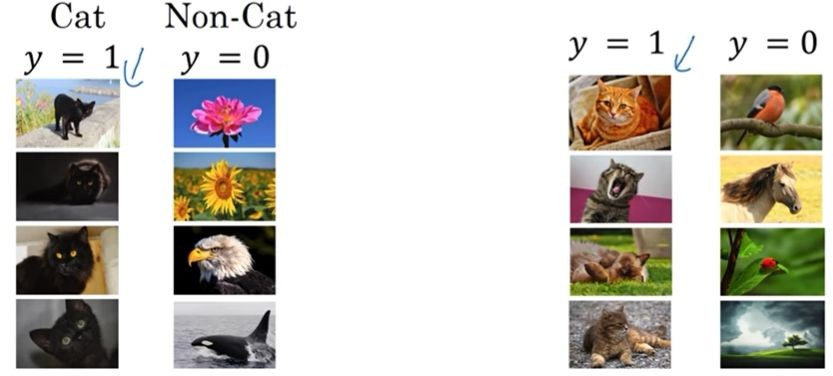 Cat Non-Cat
y = 1 y = 0
y = 1 y = 0